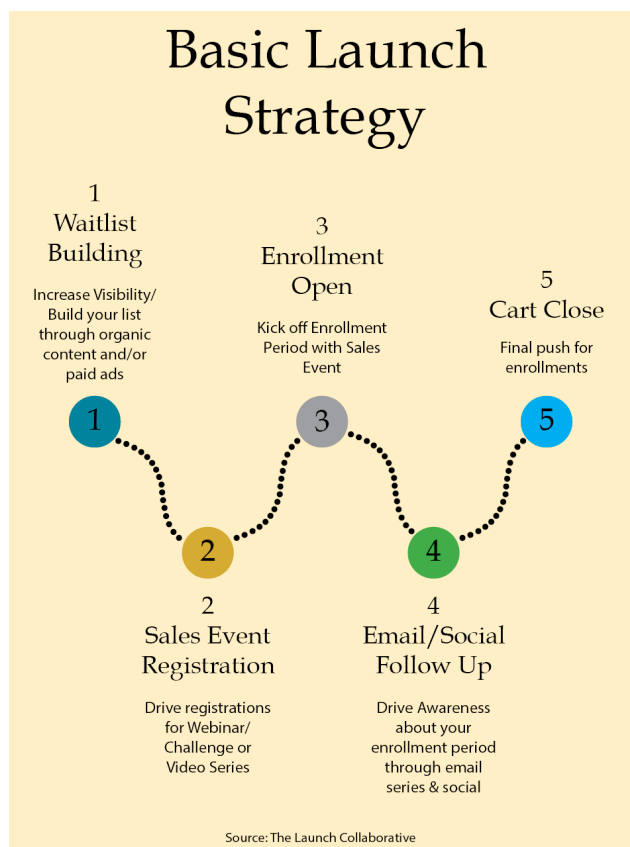 Basic Launch
Strategy
1
Waitlist
Building
Increase Visibility/
Build your list
through organic
content and/or
paid ads
3
Enrollment
Open
Kick off Enrollment
Period with Sales
Event
5
Cart Close
Final push for
enrollments
1
3
5
2
4
2
Sales Event
Registration
Drive registrations
for Webinar/
Challenge or
Video Series
4
Email/Social
Follow Up
Drive Awareness
about your
enrollment period
through email
series & social
Source: The Launch Collaborative